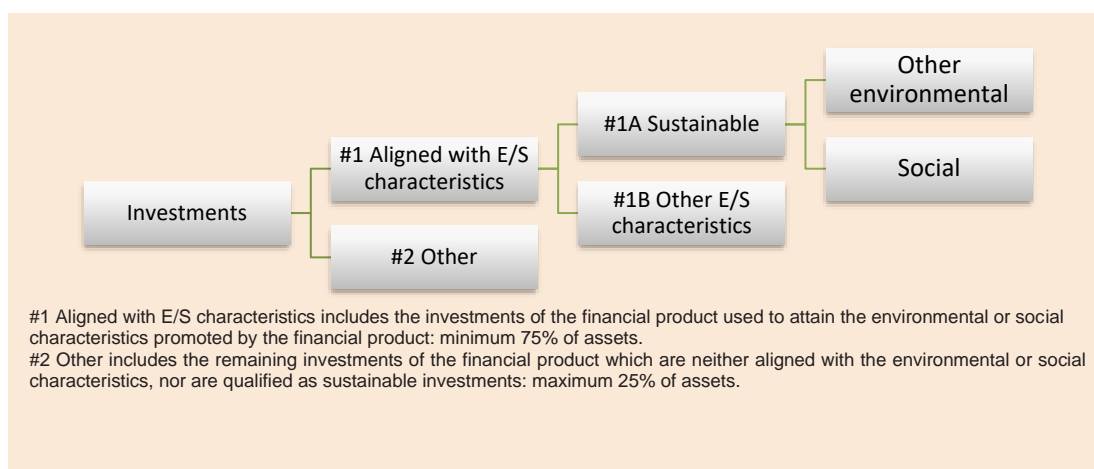 Other
environmental
#1A Sustainable
#1 Aligned with E/S
characteristics
Social
Investments
#1B Other E/S
characteristics
#2 Other
#1 Aligned with E/S characteristics includes the investments of the financial product used to attain the environmental or social
characteristics promoted by the financial product: minimum 75% of assets.
#2 Other includes the remaining investments of the financial product which are neither aligned with the environmental or social
characteristics, nor are qualified as sustainable investments: maximum 25% of assets.